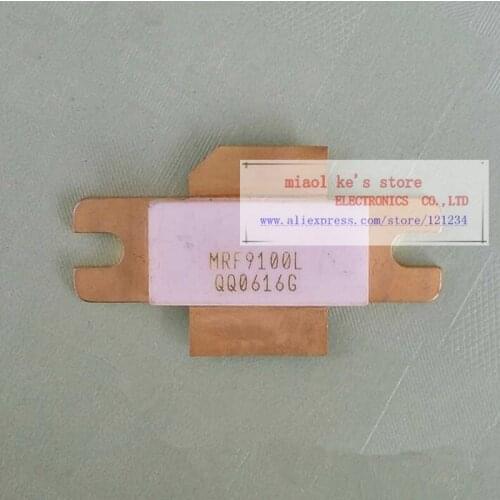 miaol ke's store
ELECTRONICS CO.,LTD
www.aliexpress.com/store/121234
MRF9100L
QQ0616G